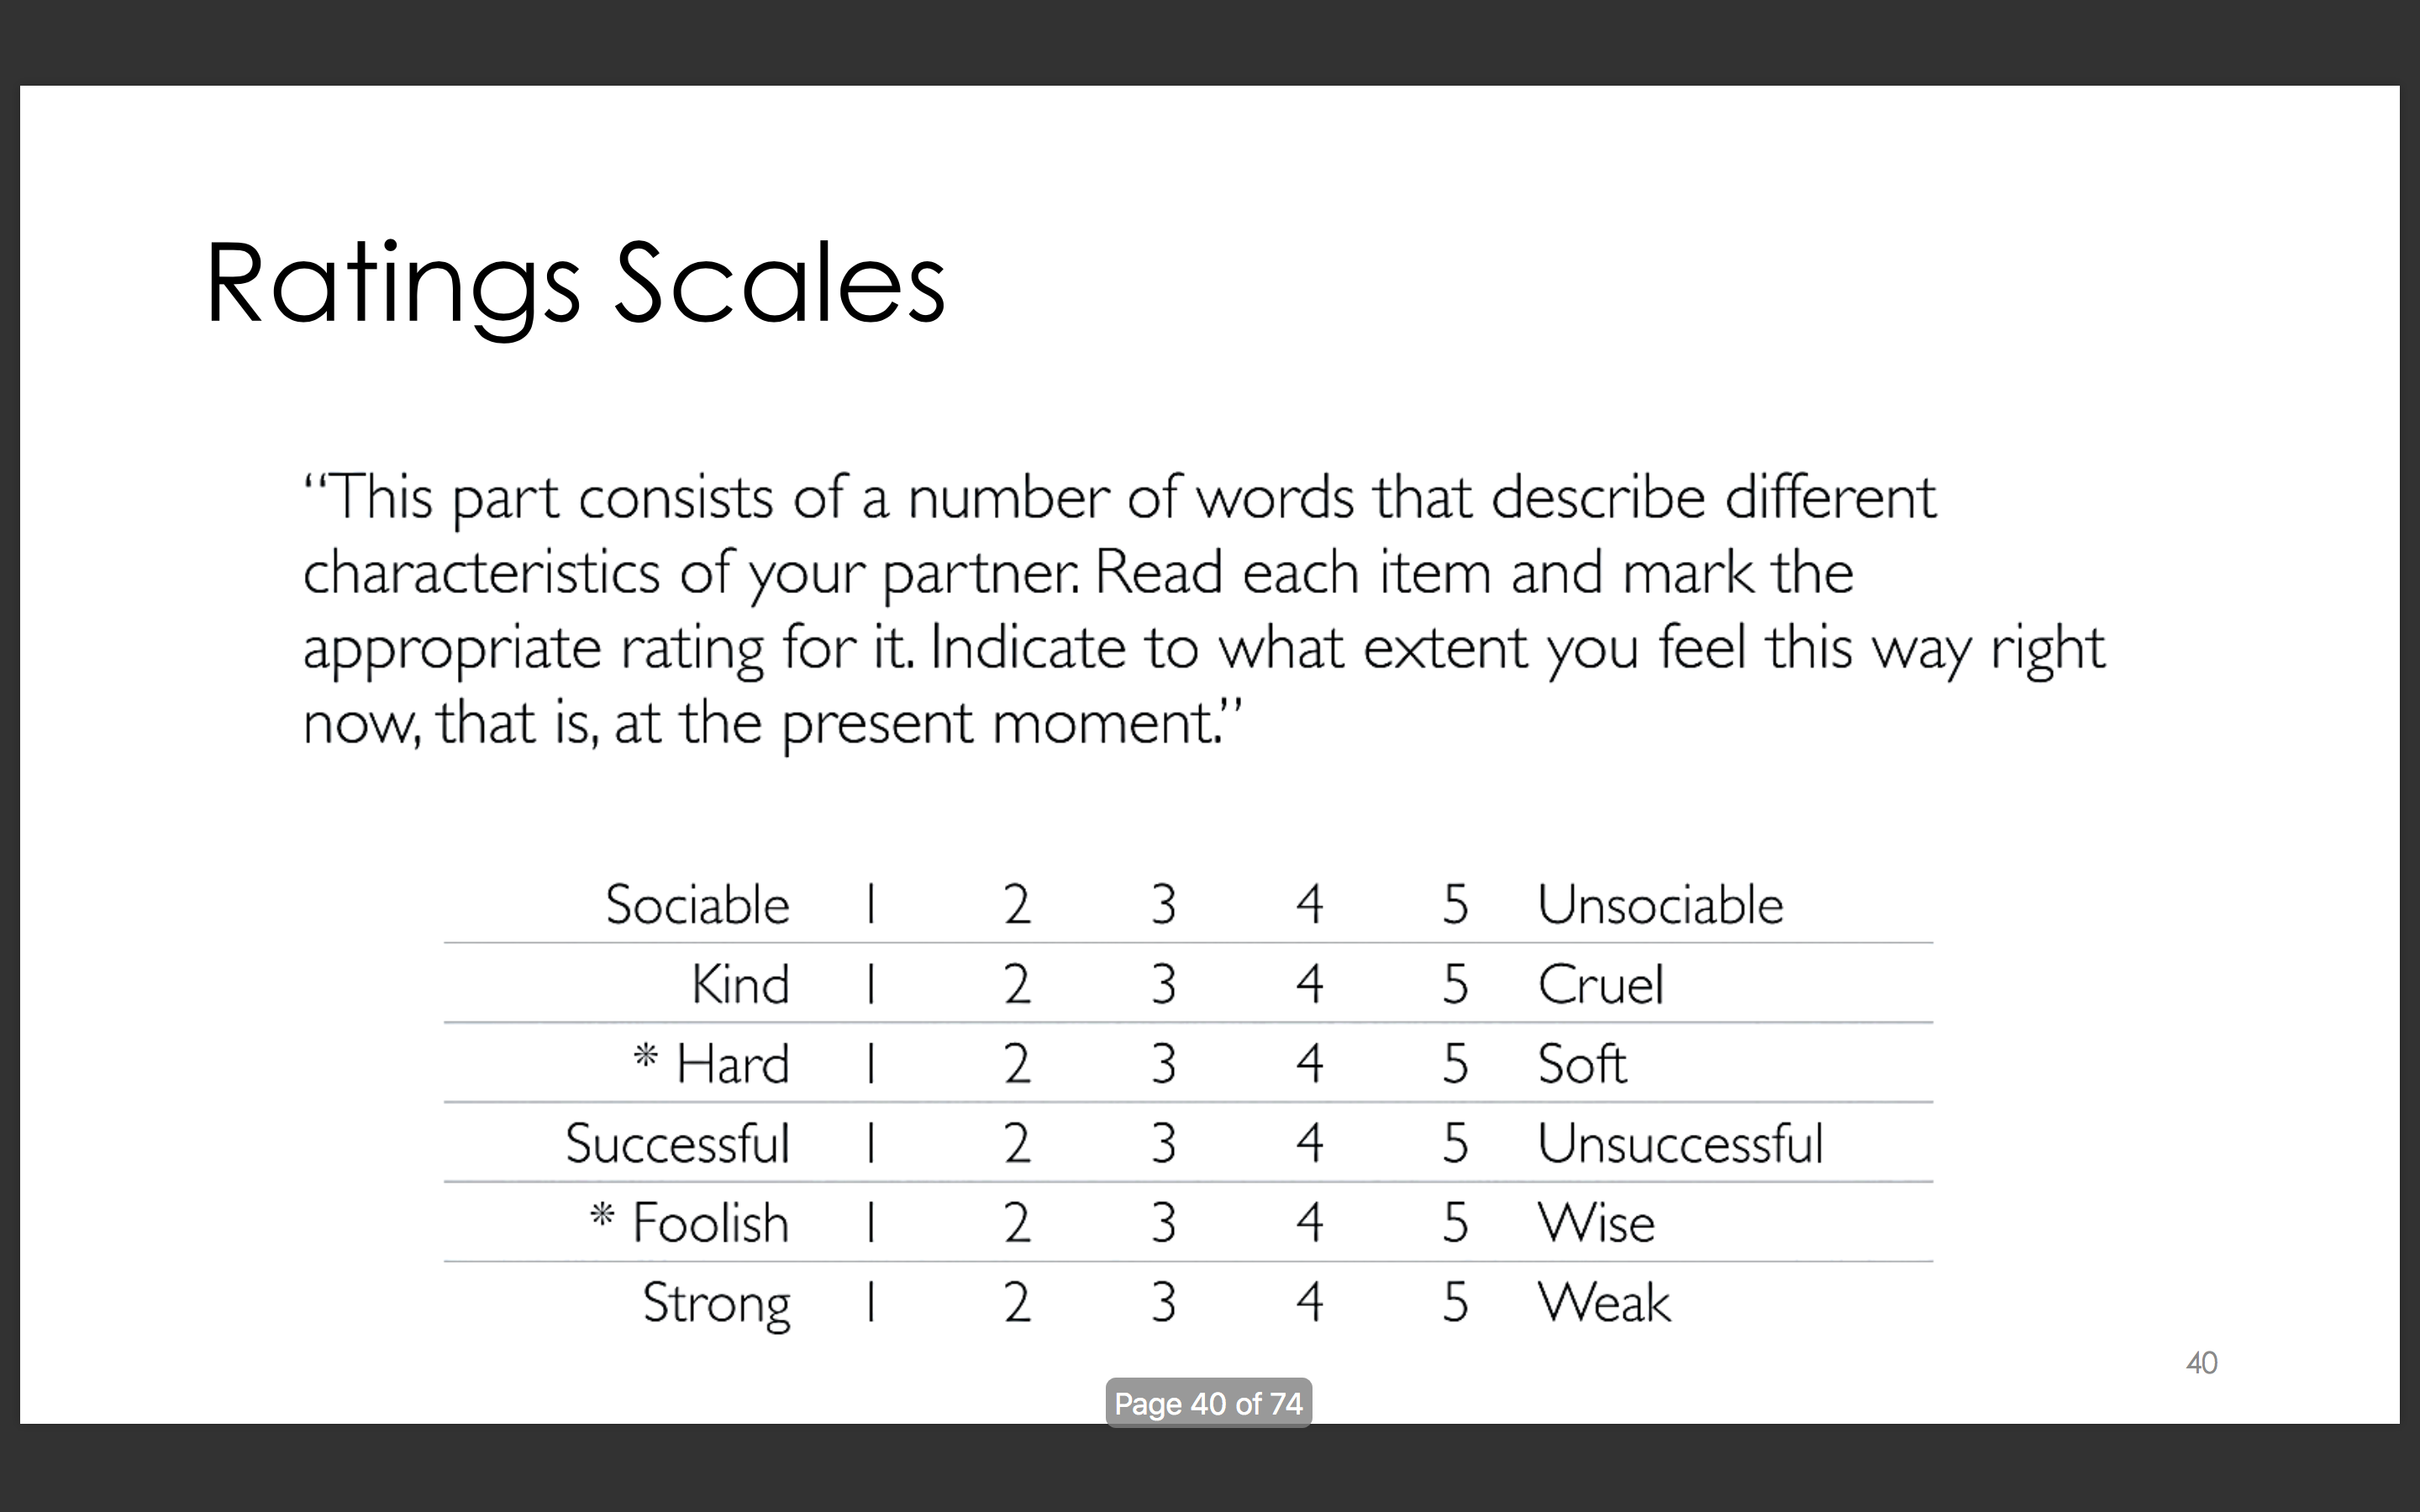 Ratings Scales
“This part consists of a number of words that describe different
characteristics of your partner. Read each item and mark the
appropriate rating for it. Indicate to what extent you feel this way right
now, that is, at the present moment.”
Sociable 1 2 3 4 5 Unsociable
Kind 1 2 3 4 5 Cruel
* Hard 1 2 3 4 5 Soft
Successful 1 2 3 4 5 Unsuccessful
* Foolish 1 2 3 4 5 Wise
Strong 1 2 3 4 5 Weak
40
Page 40 of 74